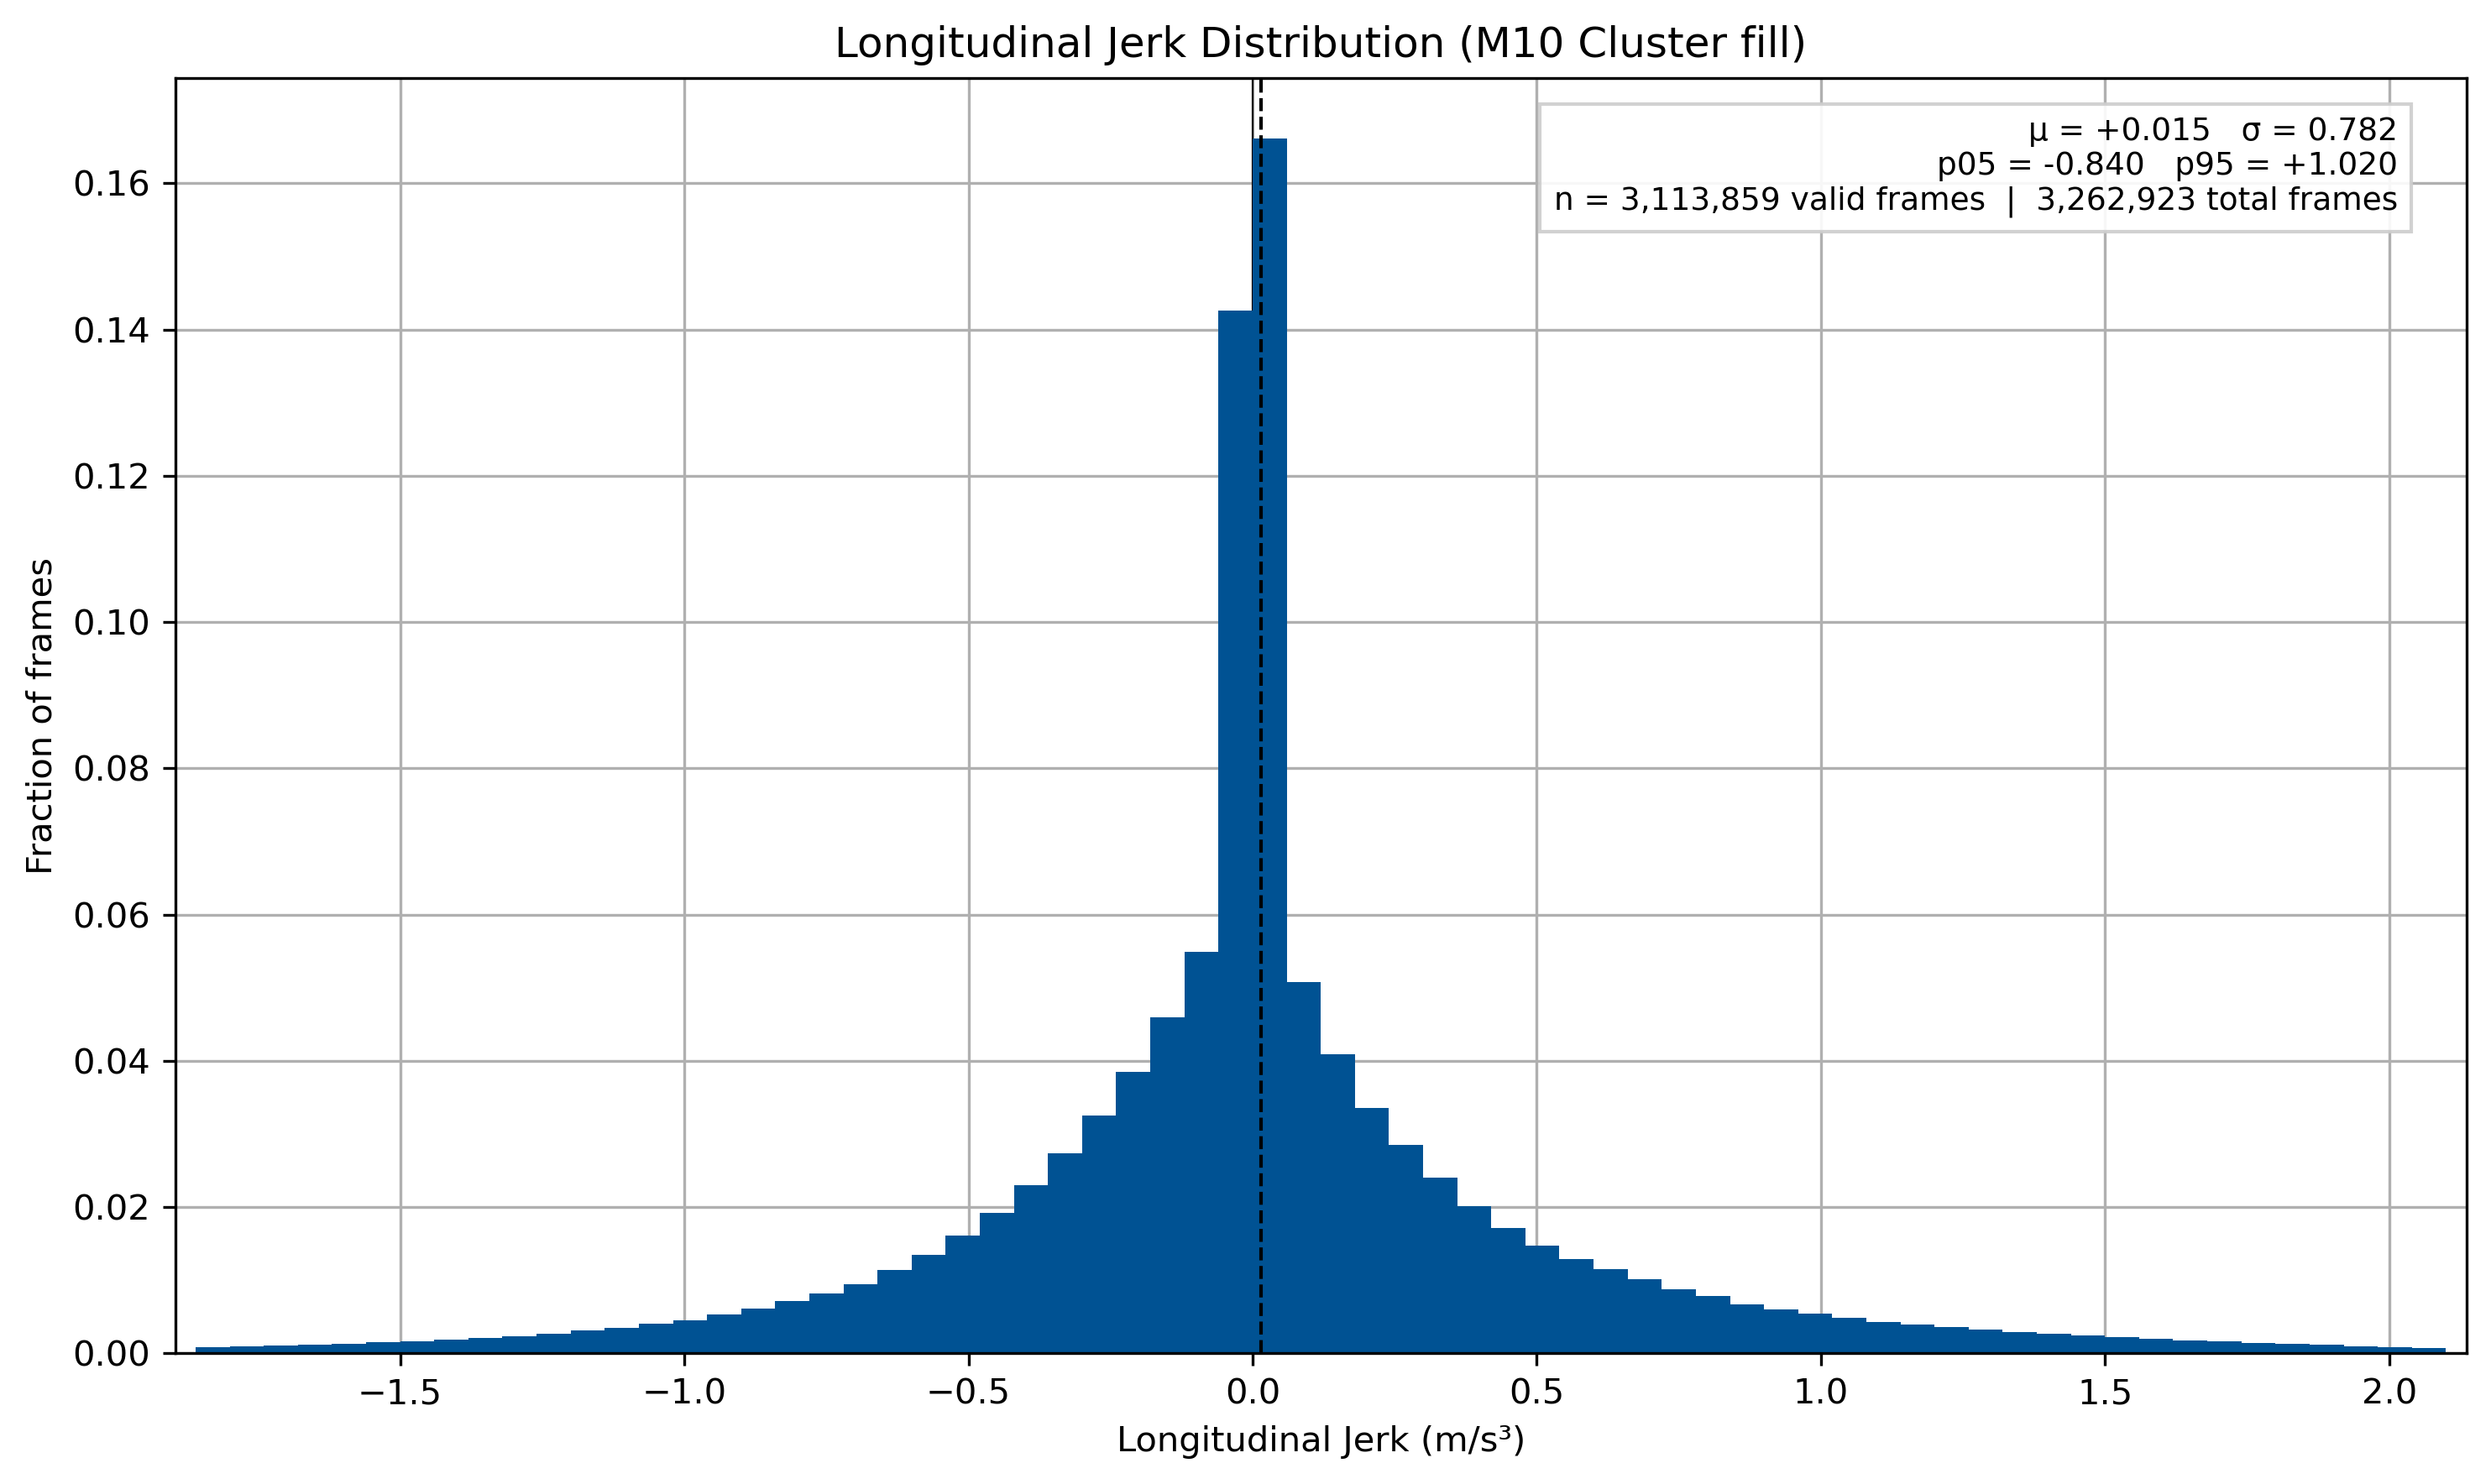 Longitudinal Jerk Distribution (M10 Cluster fill)
μ = +0.015   σ = 0.782
p05 = -0.840   p95 = +1.020
n = 3,113,859 valid frames  |  3,262,923 total frames
0.16
0.14
0.12
0.10
0.08
0.06
0.04
0.02
0.00
Fraction of frames
−1.5
−1.0
−0.5
0.0
0.5
1.0
1.5
2.0
Longitudinal Jerk (m/s³)